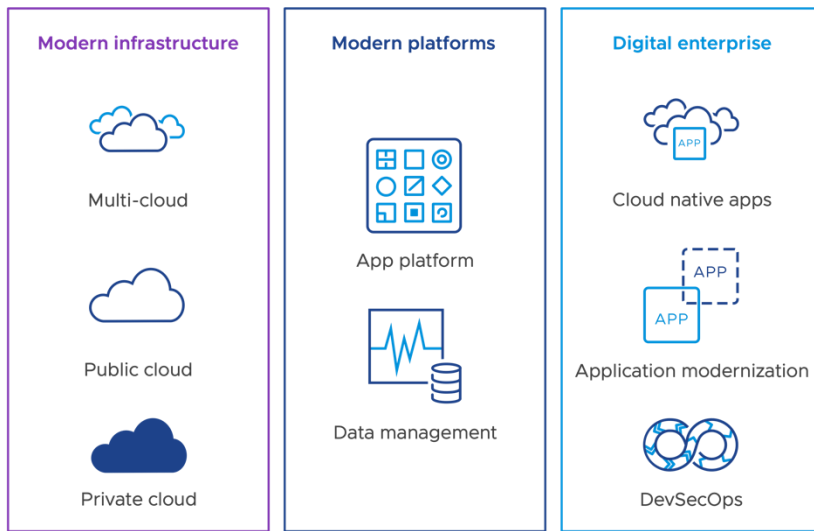 Modern infrastructure
Multi-cloud
Public cloud
Private cloud
Modern platforms
App platform
Data management
Digital enterprise
APP
Cloud native apps
APP
APP
Application modernization
DevSecOps